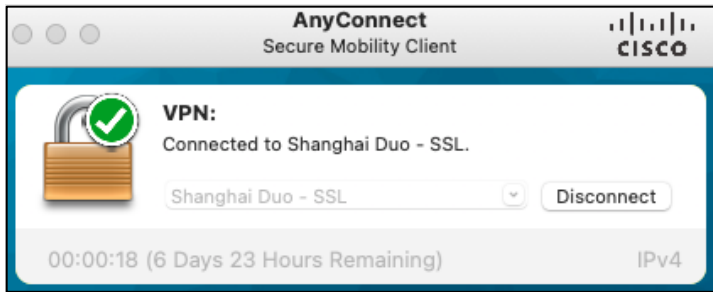 AnyConnect
Secure Mobility Client
CISCO
VPN:
Connected to Shanghai Duo - SSL.
Shanghai Duo - SSL
Disconnect
00:00:18 (6 Days 23 Hours Remaining)
IPv4